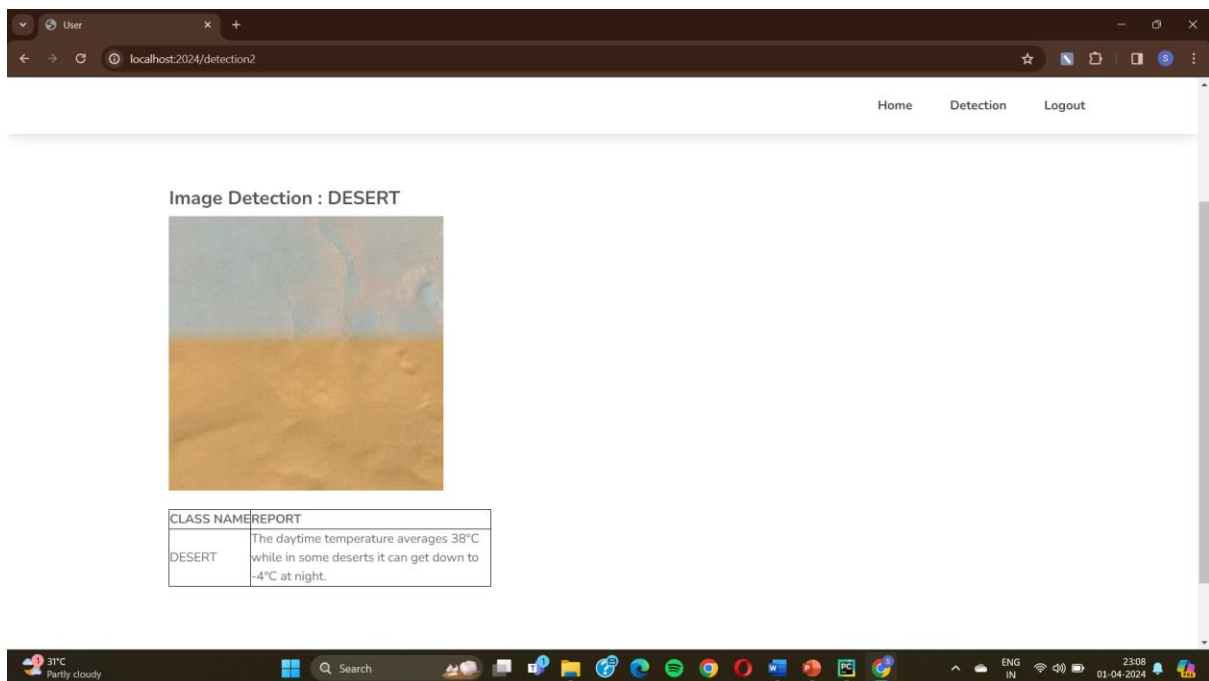 User
localhost:2024/detection2
S
Home Detection Logout
Image Detection : DESERT
CLASS NAME REPORT
DESERT
The daytime temperature averages 38°C
while in some deserts it can get down to
-4°C at night.
1
31°C
Partly cloudy
Search
ENG
IN
23:08
01-04-2024